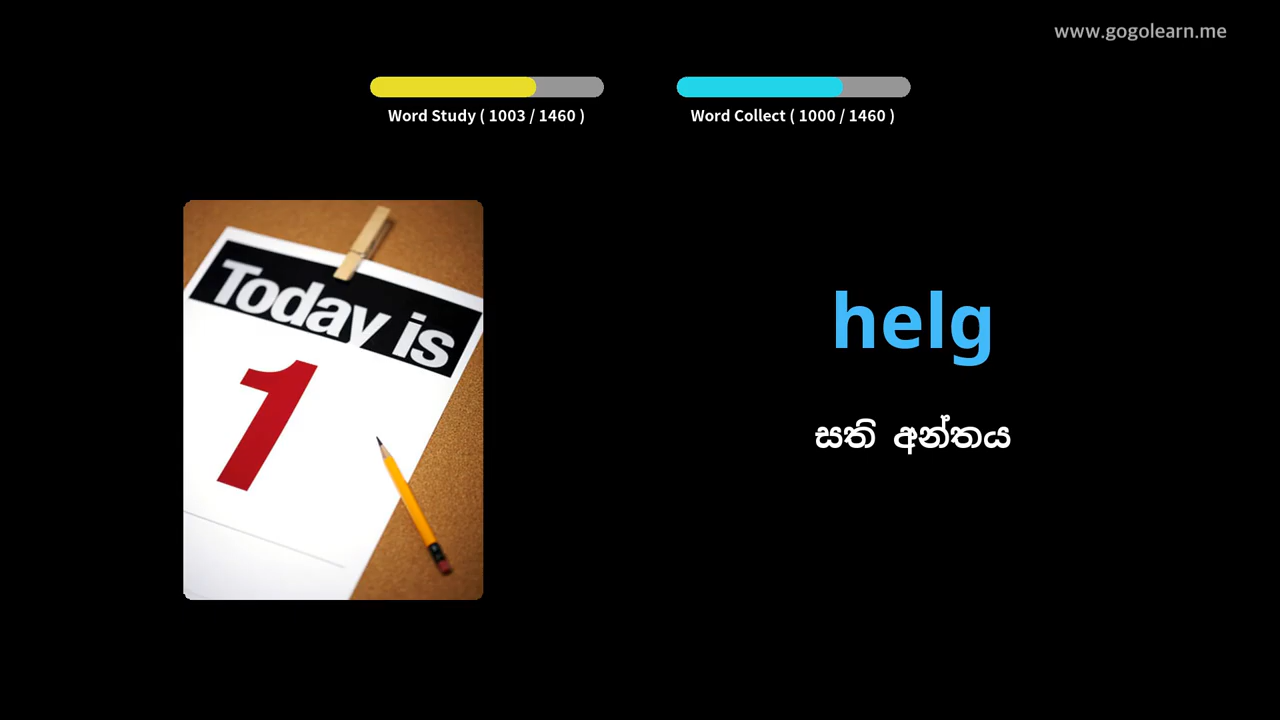 www.gogolearn.me
Word Study ( 1003 / 1460 )
Word Collect ( 1000 / 1460 )
Today is
1
helg
සති අන්තය